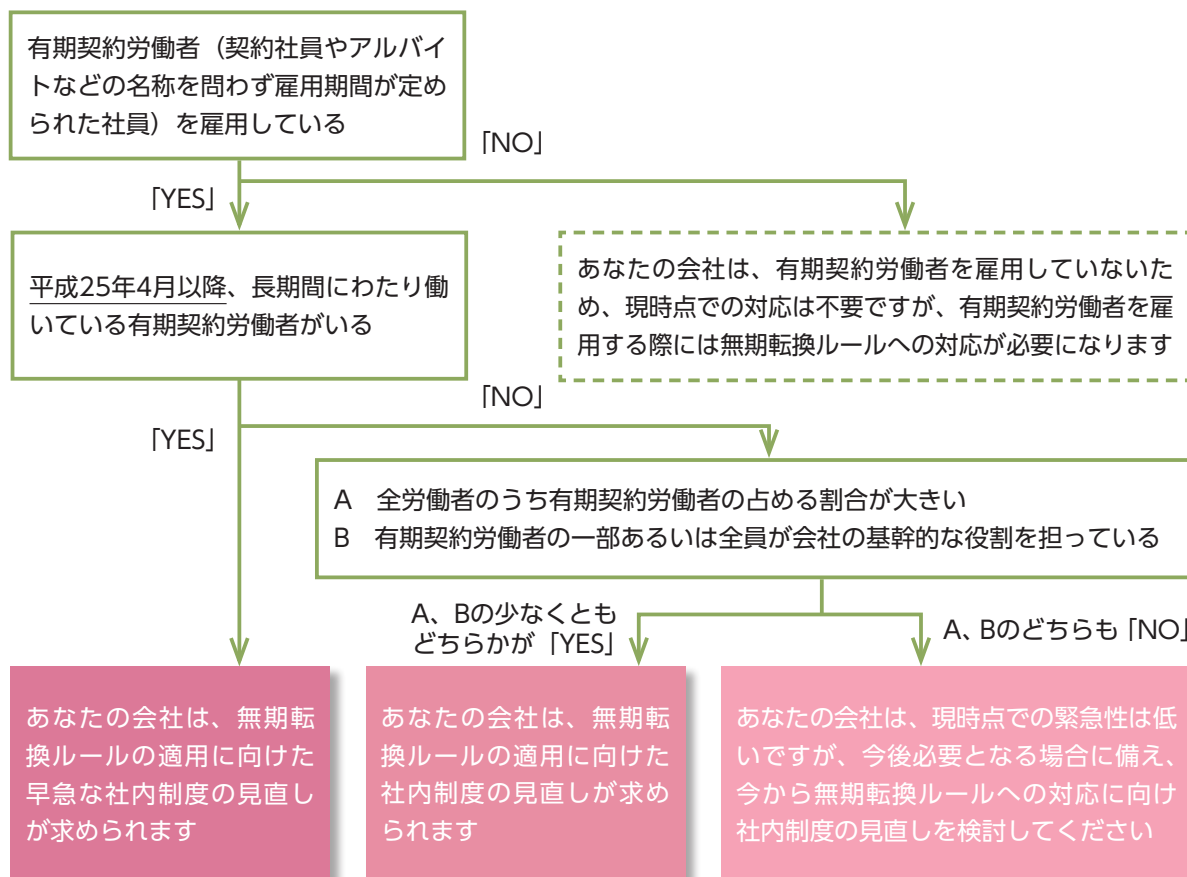 有期契約労働者（契約社員やアルバイ
トなどの名称を問わず雇用期間が定め
られた社員）を雇用している
「NO」
「YES」
平成25年4月以降、長期間にわたり働
いている有期契約労働者がいる
あなたの会社は、有期契約労働者を雇用していないた
め、現時点での対応は不要ですが、有期契約労働者を雇
用する際には無期転換ルールへの対応が必要になります
「NO」
「YES」
A　全労働者のうち有期契約労働者の占める割合が大きい
B　有期契約労働者の一部あるいは全員が会社の基幹的な役割を担っている
A、Bの少なくとも
どちらかが「YES」
A、Bのどちらも「NO」
あなたの会社は、無期転
換ルールの適用に向けた
早急な社内制度の見直し
が求められます
あなたの会社は、無期転
換ルールの適用に向けた
社内制度の見直しが求め
られます
あなたの会社は、現時点での緊急性は低
いですが、今後必要となる場合に備え、
今から無期転換ルールへの対応に向け
社内制度の見直しを検討してください